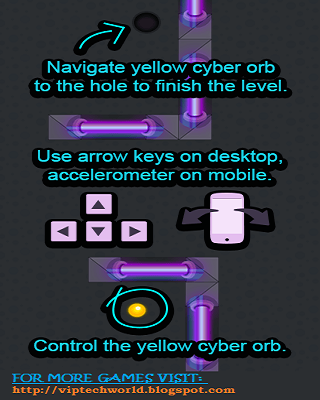 Navigate yellow cyber orb
to the hole to finish the level.
Use arrow keys on desktop,
accelerometer on mobile.
Control the yellow cyber orb.
FOR MORE GAMES VISIT:
http://viptechworld.blogspot.com